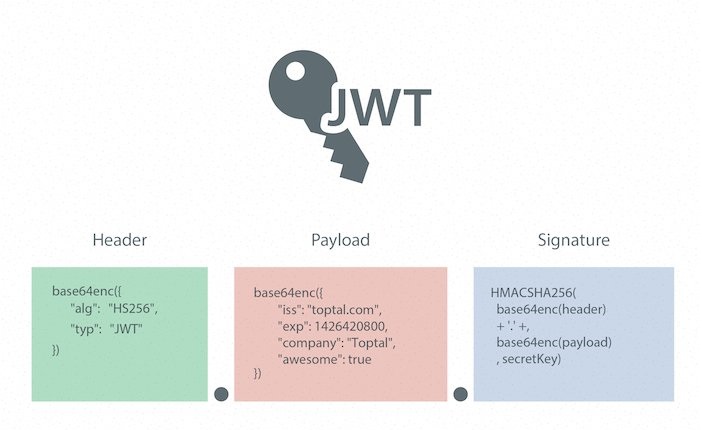 JWT
Header
base64enc({
"alg": "HS256",
"typ": "JWT"
})
Payload
base64enc({
"iss": "toptal.com",
"exp": 1426420800,
"company": "Toptal",
"awesome": true
})
Signature
HMACSHA256(
base64enc(header)
+ '.' +,
base64enc(payload)
, secretKey)